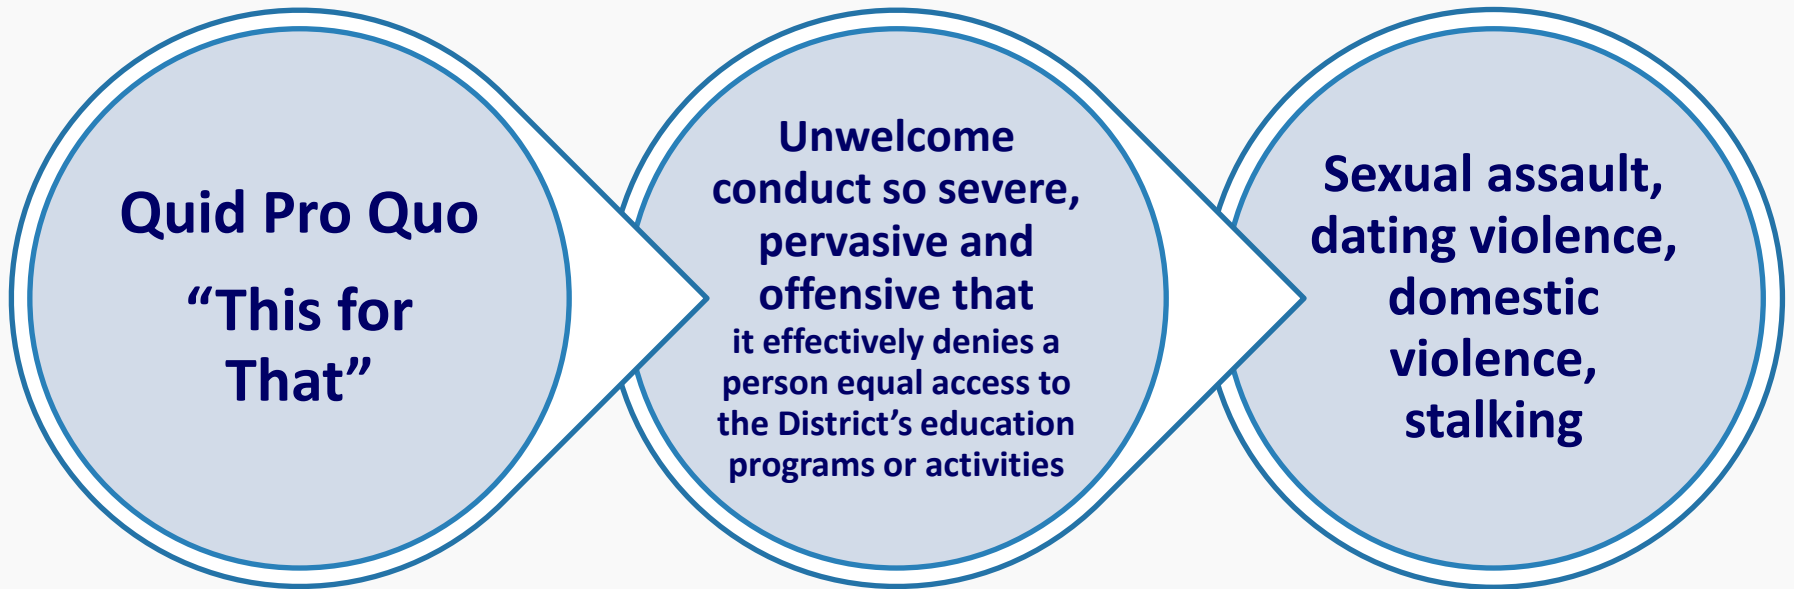 Quid Pro Quo
“This for
That”
Unwelcome
conduct so severe,
pervasive and
offensive that
it effectively denies a
person equal access to
the District’s education
programs or activities
Sexual assault,
dating violence,
domestic
violence,
stalking